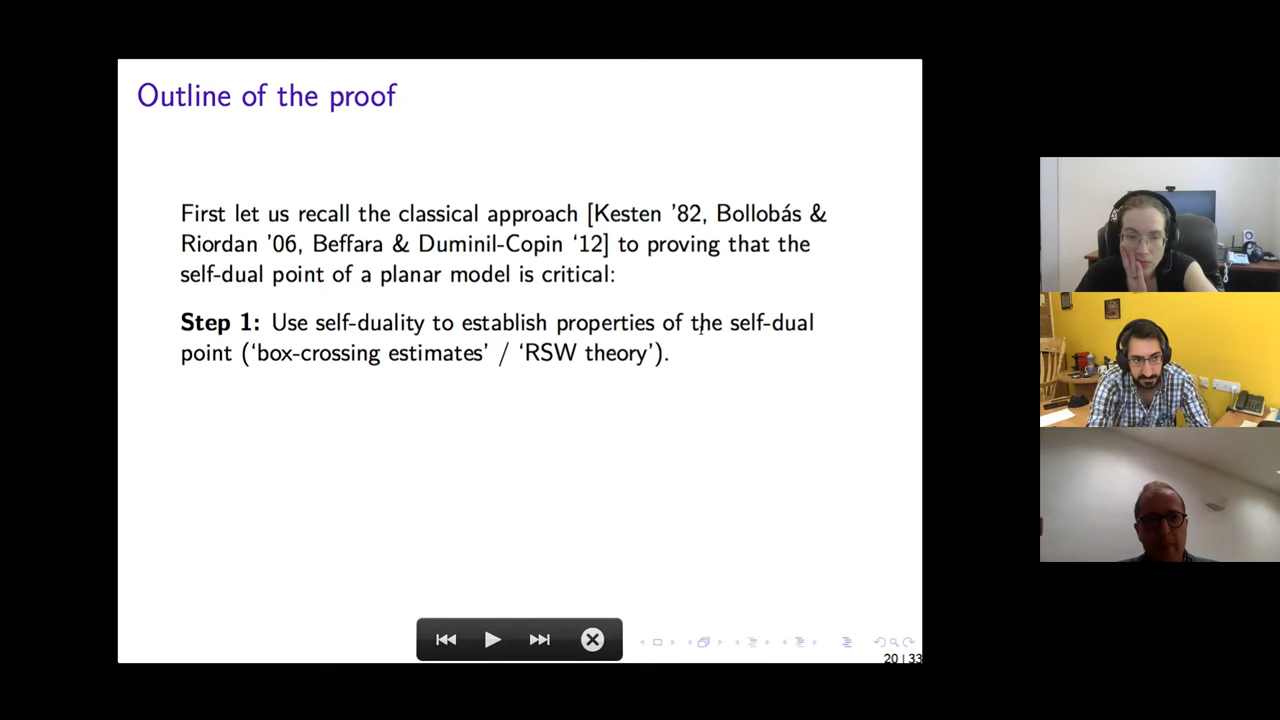 Outline of the proof
First let us recall the classical approach [Kesten ’82, Bollobás &
Riordan ’06, Beffara & Duminil-Copin ‘12] to proving that the
self-dual point of a planar model is critical:
Step 1: Use self-duality to establish properties of the self-dual
point (‘box-crossing estimates’ / ‘RSW theory’).
20 | 33